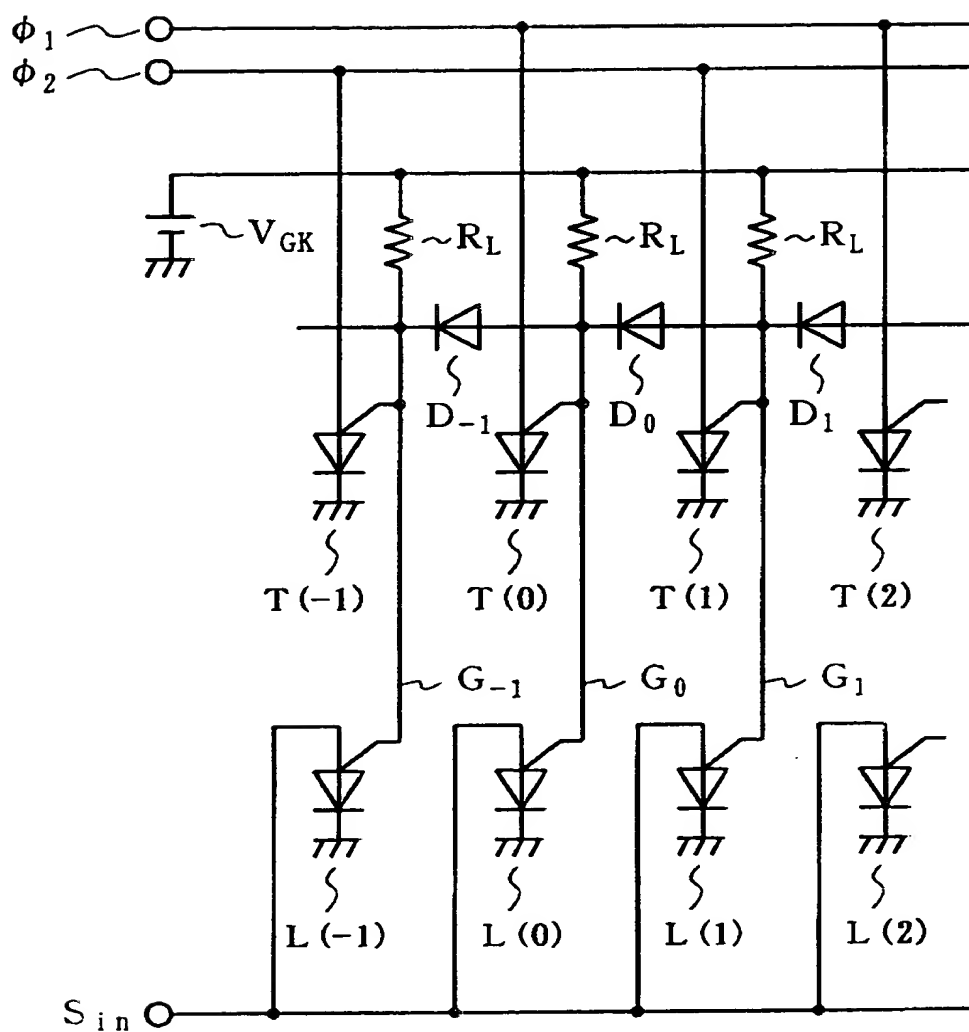 ϕ1
ϕ2
VGK
RL RL RL
D−1 D0 D1
T(−1) T(0) T(1) T(2)
G−1 G0 G1
L(−1) L(0) L(1) L(2)
Sin